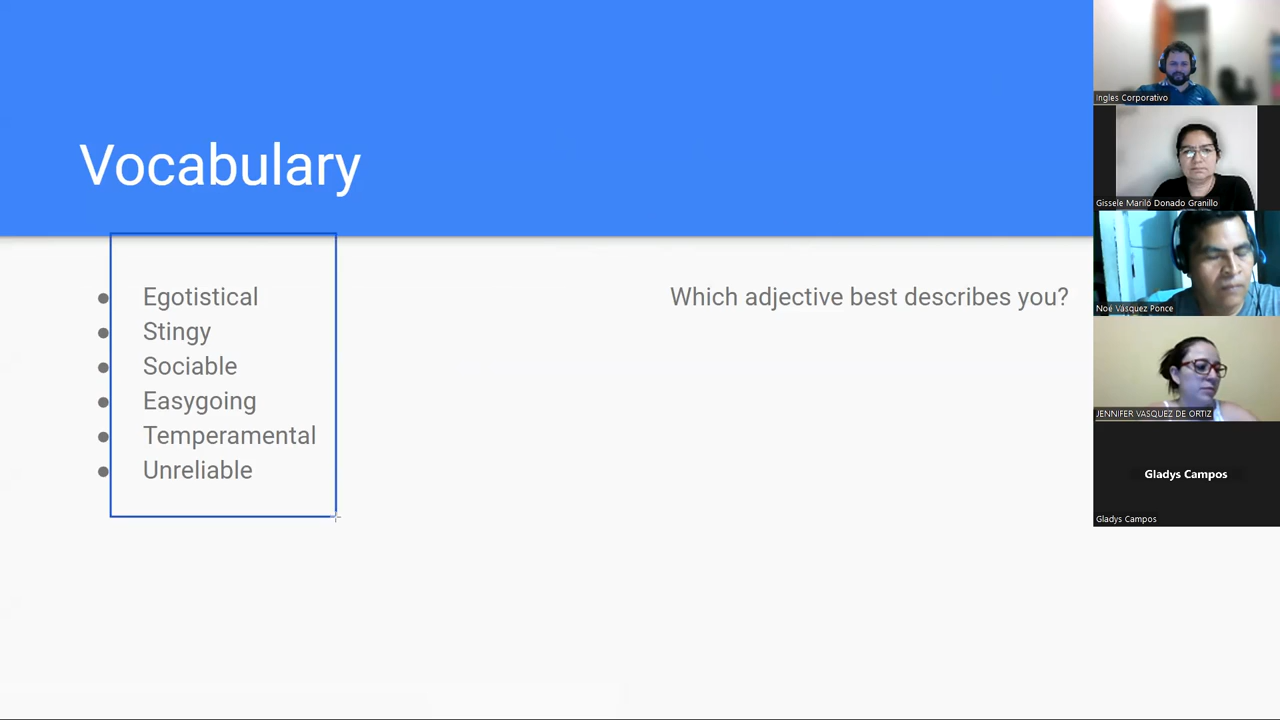 Vocabulary
Egotistical
Stingy
Sociable
Easygoing
Temperamental
Unreliable
Which adjective best describes you?
Ingles Corporativo
Gissele Mariló Donado Granillo
Noé Vásquez Ponce
JENNIFER VASQUEZ DE ORTIZ
Gladys Campos
Gladys Campos